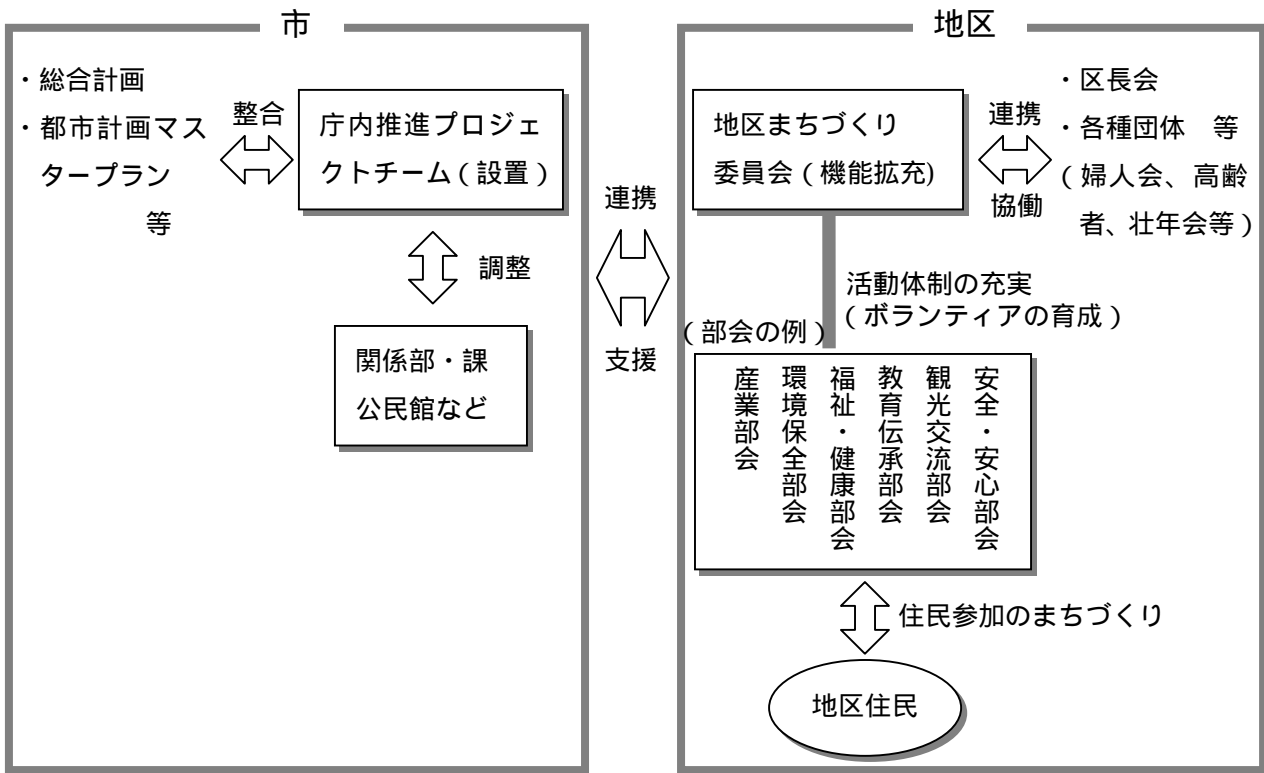 市
・総合計画
・都市計画マス
タープラン
等
整合
庁内推進プロジェ
クトチーム（設置）
調整
関係部・課
公民館など
連携
支援
地区
地区まちづくり
委員会（機能拡充)
連携
協働
・区長会
・各種団体　等
（婦人会、高齢
者、壮年会等）
活動体制の充実
（ボランティアの育成）
（部会の例）
産業部会
環境保全部会
福祉・健康部会
教育伝承部会
観光交流部会
安全・安心部会
住民参加のまちづくり
地区住民